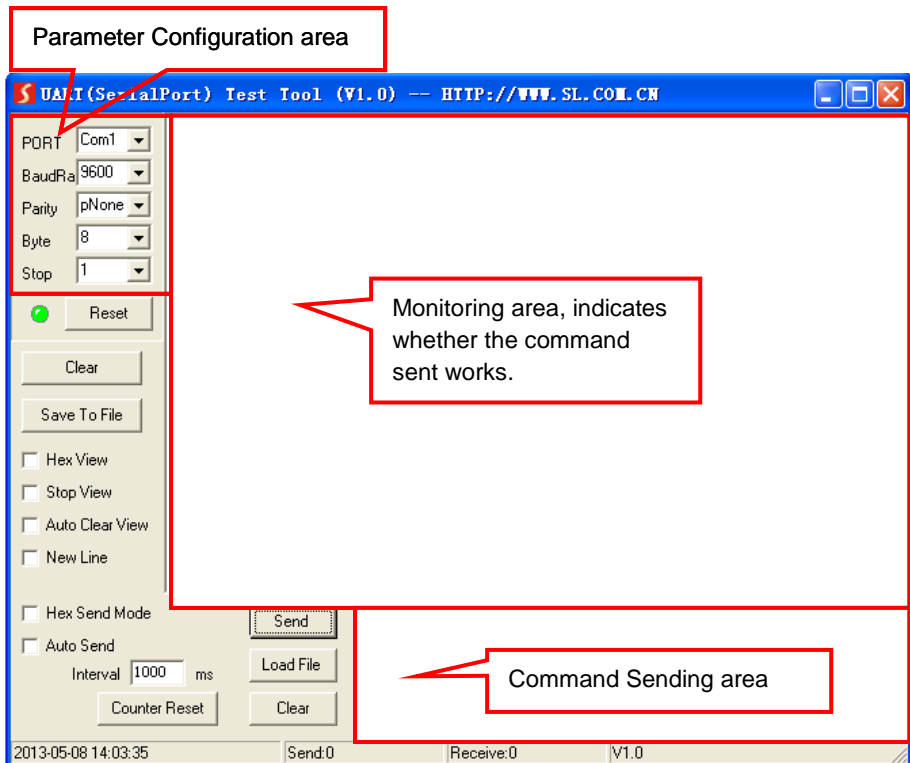 Parameter Configuration area
UART(SerialPort) Test Tool (V1.0) -- HTTP://WWW.SL.COM.CN
PORT Com1
BaudRa 9600
Parity pNone
Byte 8
Stop 1
Reset
Monitoring area, indicates
whether the command
sent works.
Clear
Save To File
Hex View
Stop View
Auto Clear View
New Line
Hex Send Mode
Send
Auto Send
Interval 1000 ms
Load File
Command Sending area
Counter Reset
Clear
2013-05-08 14:03:35 Send:0 Receive:0 V1.0